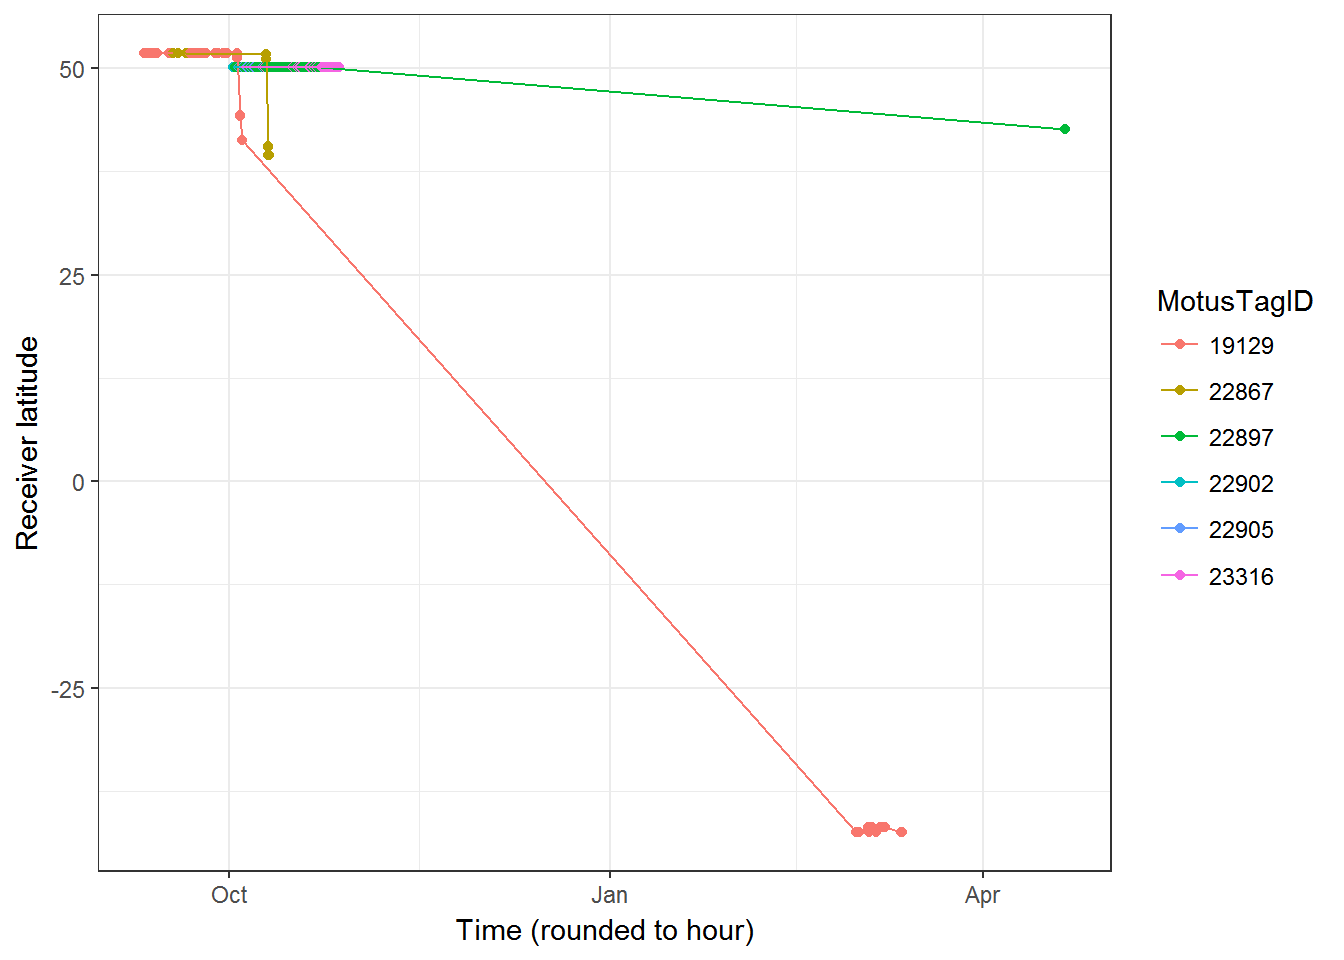 50
25
0
-25
Receiver latitude
Oct
Jan
Apr
Time (rounded to hour)
MotusTagID
19129
22867
22897
22902
22905
23316